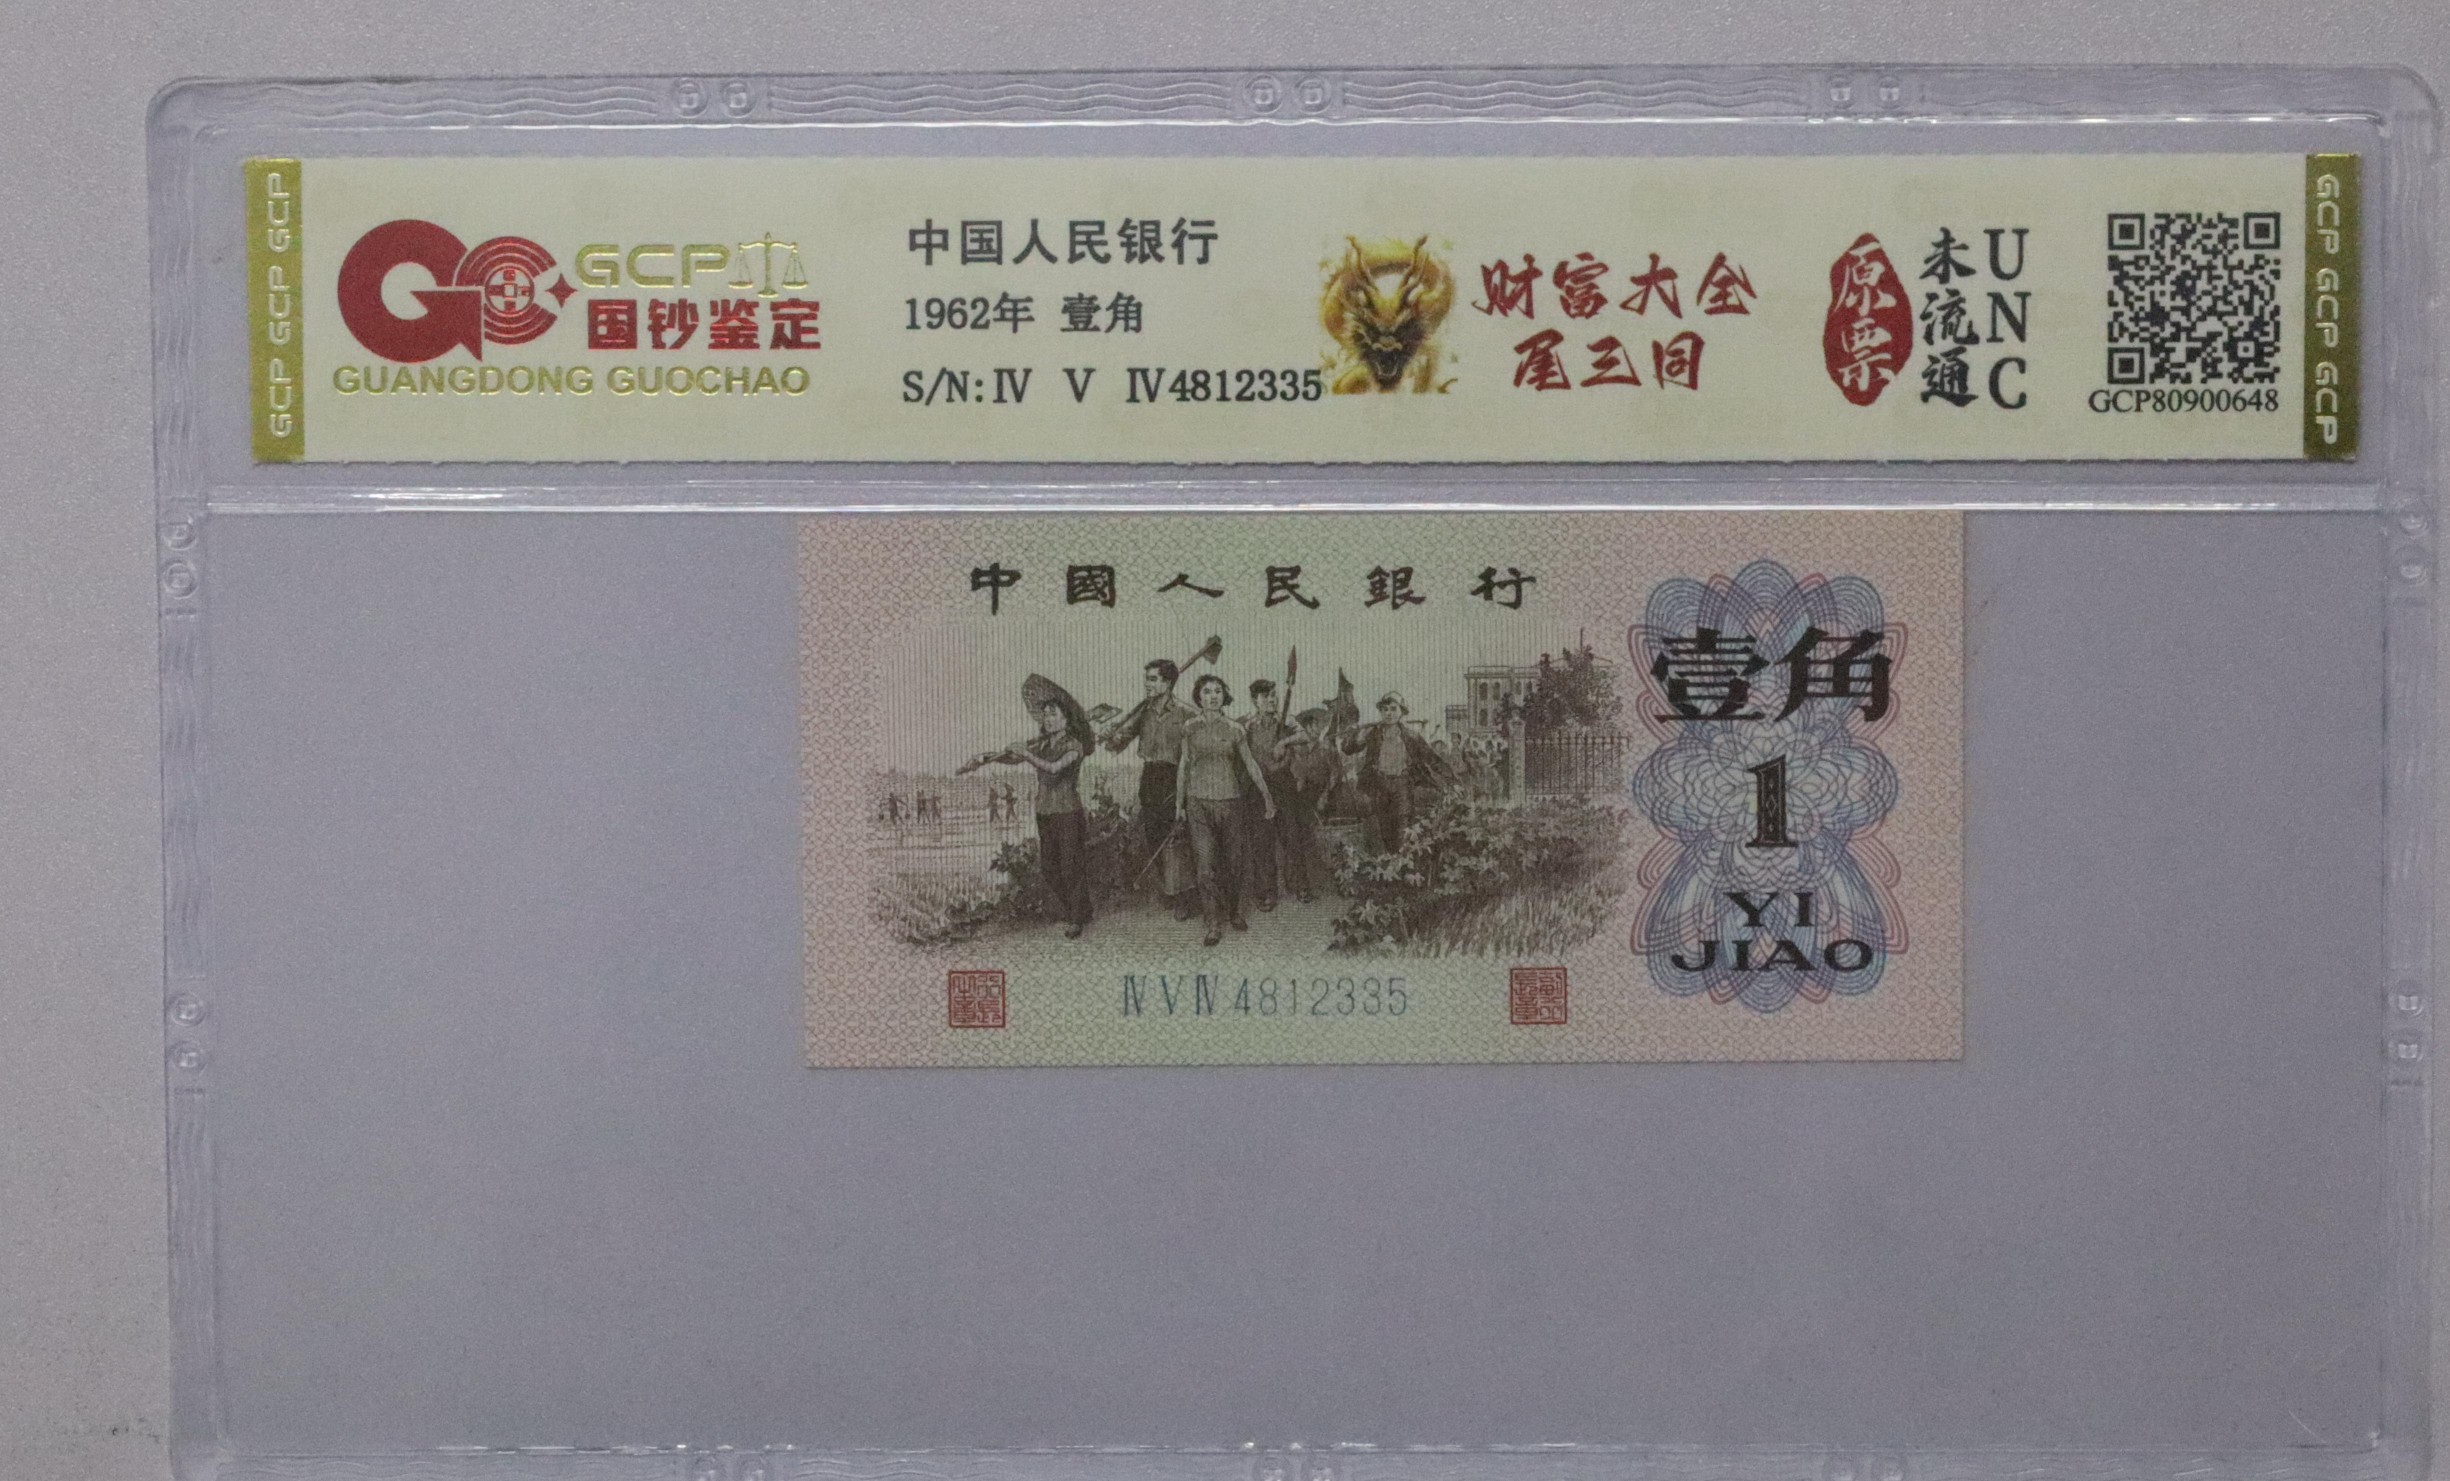 GCP GCP GCP
GCP
国钞鉴定
GUANGDONG GUOCHAO
中国人民银行
1962年 壹角
S/N:Ⅳ Ⅴ Ⅳ4812335
财富大全
尾三同
原票
未流通
UNC
GCP80900648
GCP GCP GCP
中國人民銀行
壹角
1
YI
JIAO
ⅣⅤⅣ4812335